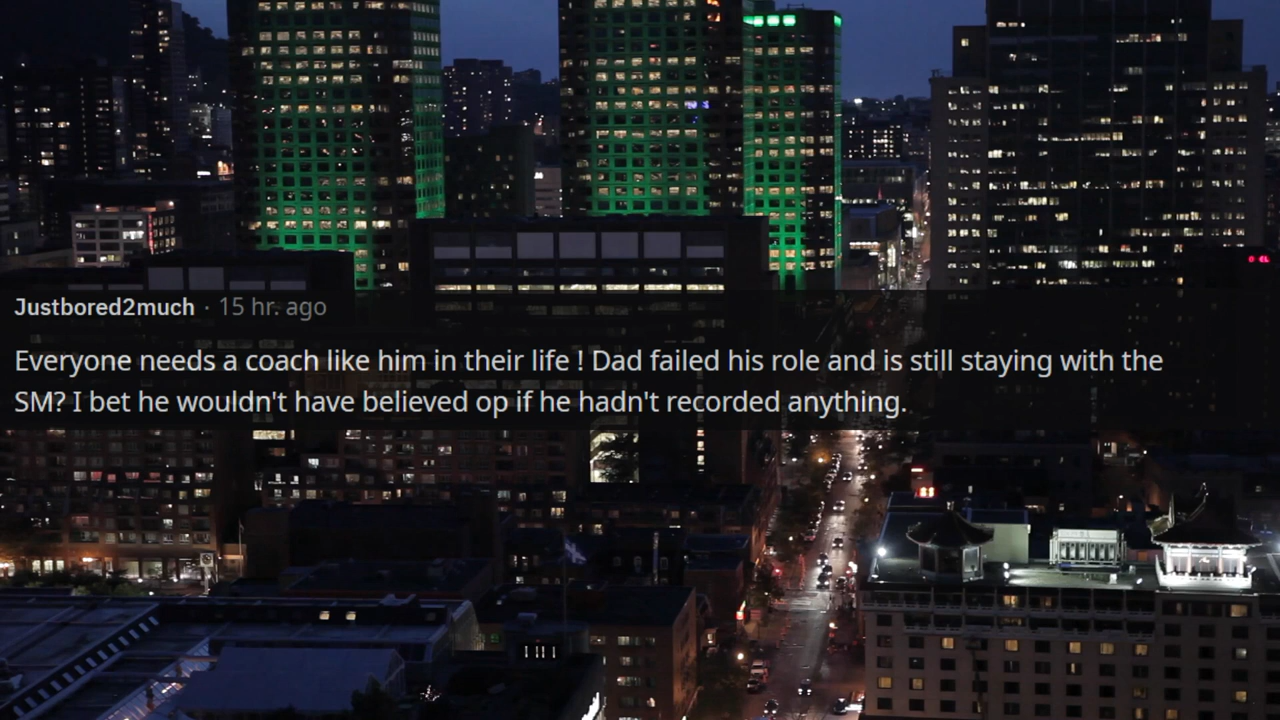 Justbored2much · 15 hr. ago
Everyone needs a coach like him in their life ! Dad failed his role and is still staying with the
SM? I bet he wouldn't have believed op if he hadn't recorded anything.